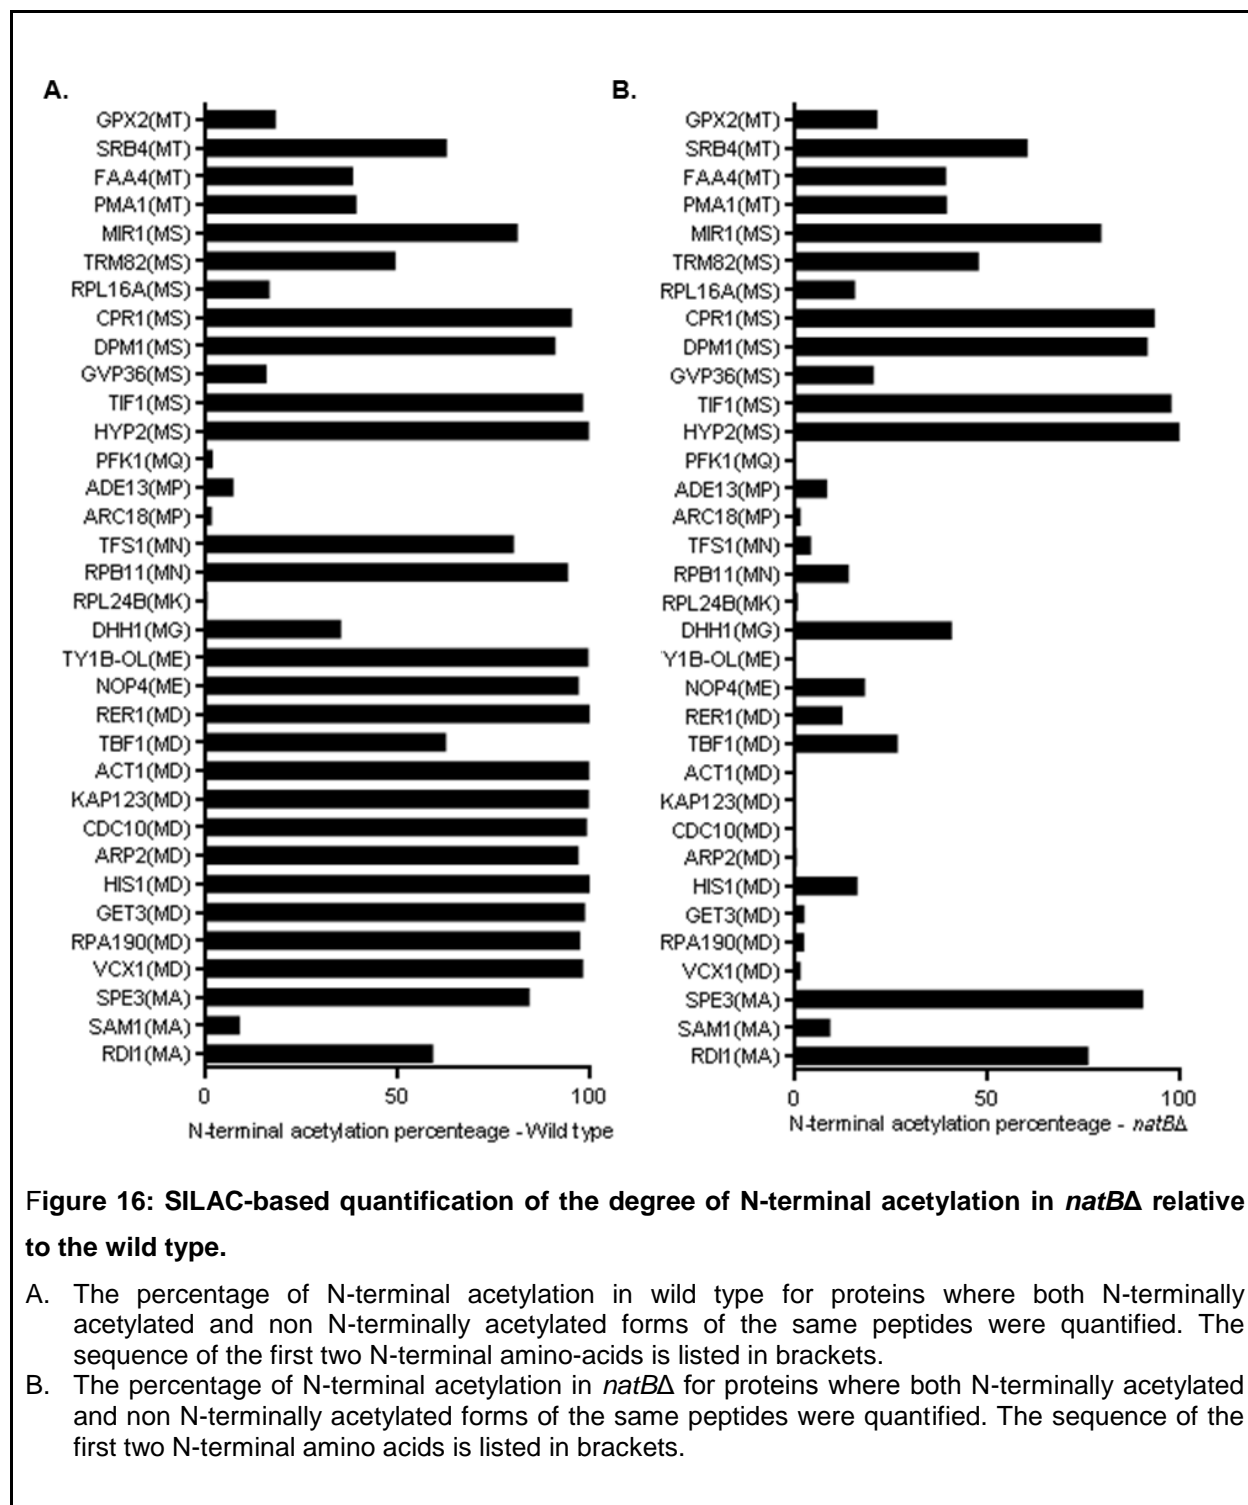 A.
GPX2(MT)
SRB4(MT)
FAA4(MT)
PMA1(MT)
MIR1(MS)
TRM82(MS)
RPL16A(MS)
CPR1(MS)
DPM1(MS)
GVP36(MS)
TIF1(MS)
HYP2(MS)
PFK1(MQ)
ADE13(MP)
ARC18(MP)
TFS1(MN)
RPB11(MN)
RPL24B(MK)
DHH1(MG)
TY1B-OL(ME)
NOP4(ME)
RER1(MD)
TBF1(MD)
ACT1(MD)
KAP123(MD)
CDC10(MD)
ARP2(MD)
HIS1(MD)
GET3(MD)
RPA190(MD)
VCX1(MD)
SPE3(MA)
SAM1(MA)
RDI1(MA)
0 50 100
N-terminal acetylation percenteage - Wild type
B.
GPX2(MT)
SRB4(MT)
FAA4(MT)
PMA1(MT)
MIR1(MS)
TRM82(MS)
RPL16A(MS)
CPR1(MS)
DPM1(MS)
GVP36(MS)
TIF1(MS)
HYP2(MS)
PFK1(MQ)
ADE13(MP)
ARC18(MP)
TFS1(MN)
RPB11(MN)
RPL24B(MK)
DHH1(MG)
Y1B-OL(ME)
NOP4(ME)
RER1(MD)
TBF1(MD)
ACT1(MD)
KAP123(MD)
CDC10(MD)
ARP2(MD)
HIS1(MD)
GET3(MD)
RPA190(MD)
VCX1(MD)
SPE3(MA)
SAM1(MA)
RDI1(MA)
0 50 100
N-terminal acetylation percenteage - natBΔ
Figure 16: SILAC-based quantification of the degree of N-terminal acetylation in natBΔ relative
to the wild type.
A. The percentage of N-terminal acetylation in wild type for proteins where both N-terminally
acetylated and non N-terminally acetylated forms of the same peptides were quantified. The
sequence of the first two N-terminal amino-acids is listed in brackets.
B. The percentage of N-terminal acetylation in natBΔ for proteins where both N-terminally acetylated
and non N-terminally acetylated forms of the same peptides were quantified. The sequence of the
first two N-terminal amino acids is listed in brackets.